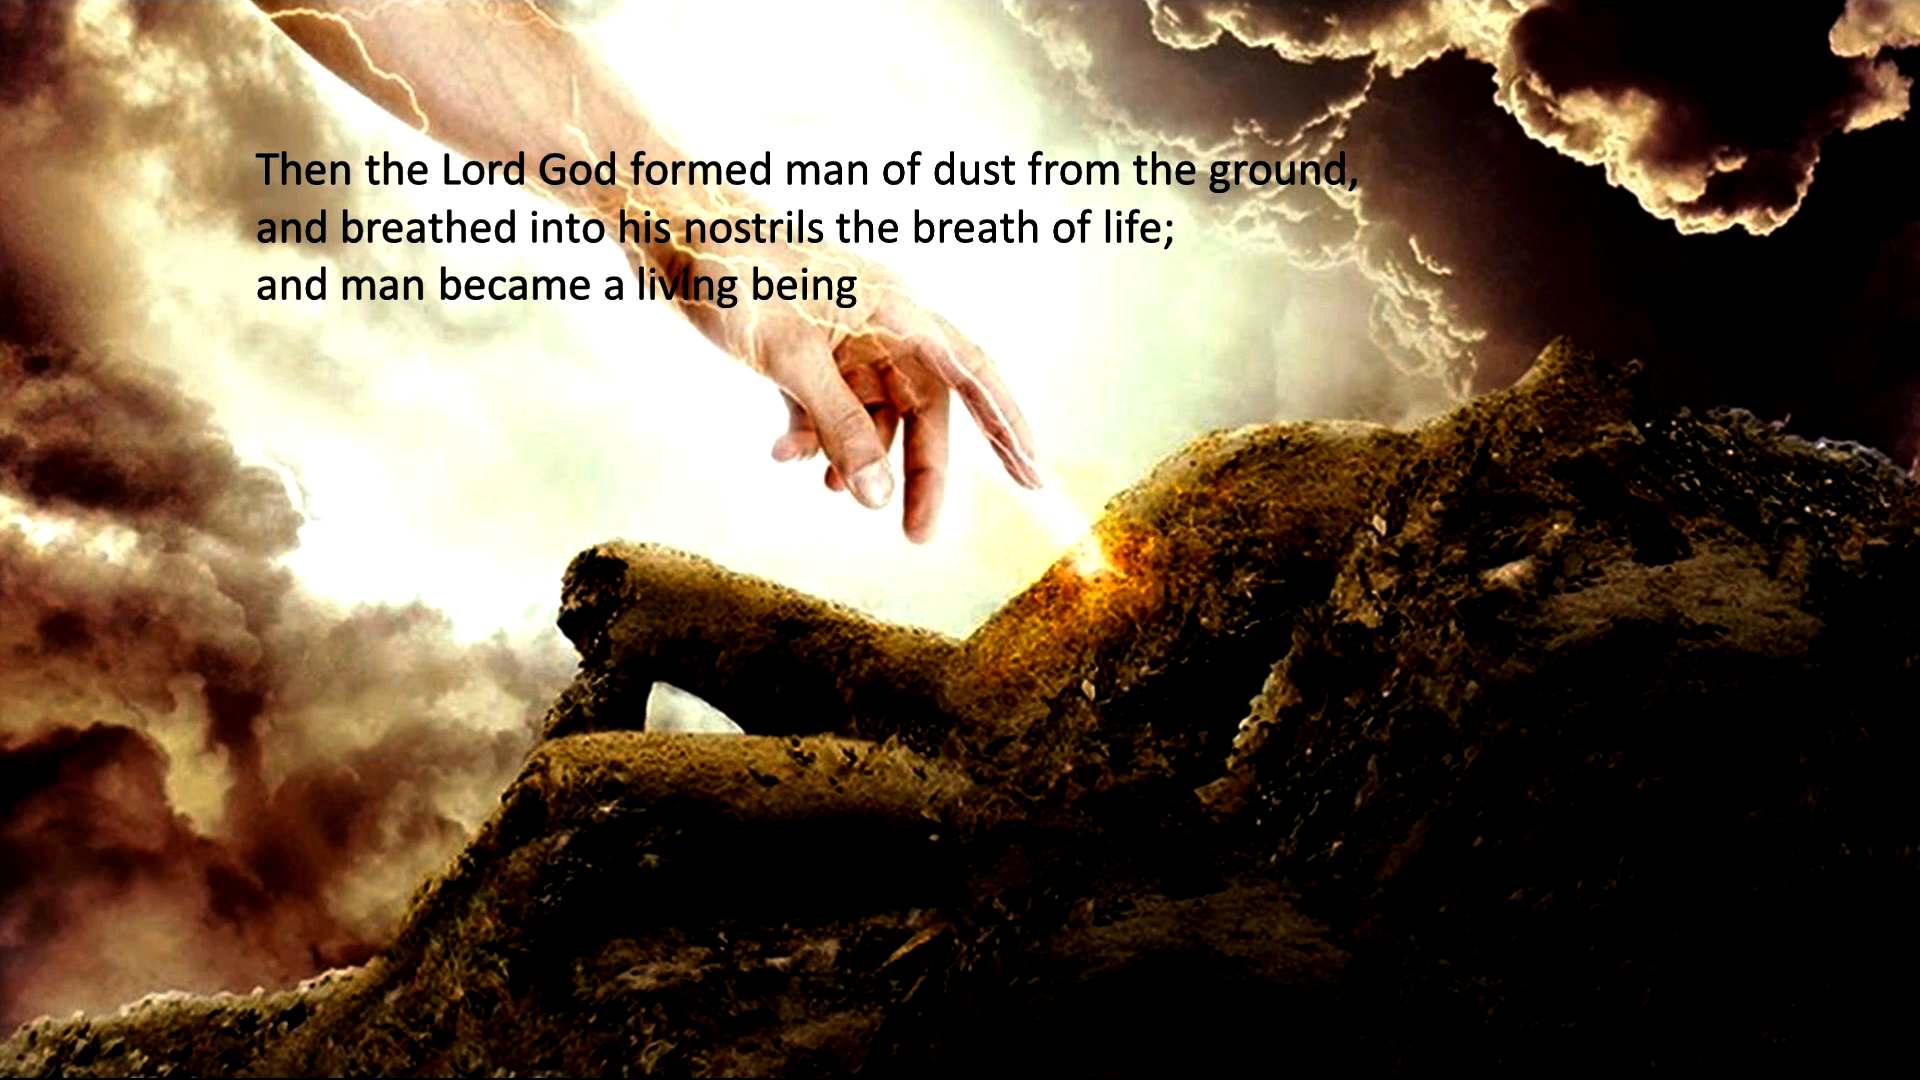 Then the Lord God formed man of dust from the ground,
and breathed into his nostrils the breath of life;
and man became a living being